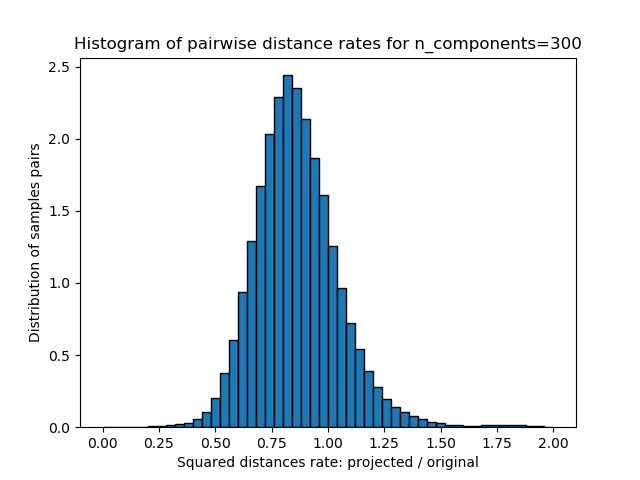 Histogram of pairwise distance rates for n_components=300
2.5
2.0
1.5
1.0
0.5
0.0
Distribution of samples pairs
0.00 0.25 0.50 0.75 1.00 1.25 1.50 1.75 2.00
Squared distances rate: projected / original